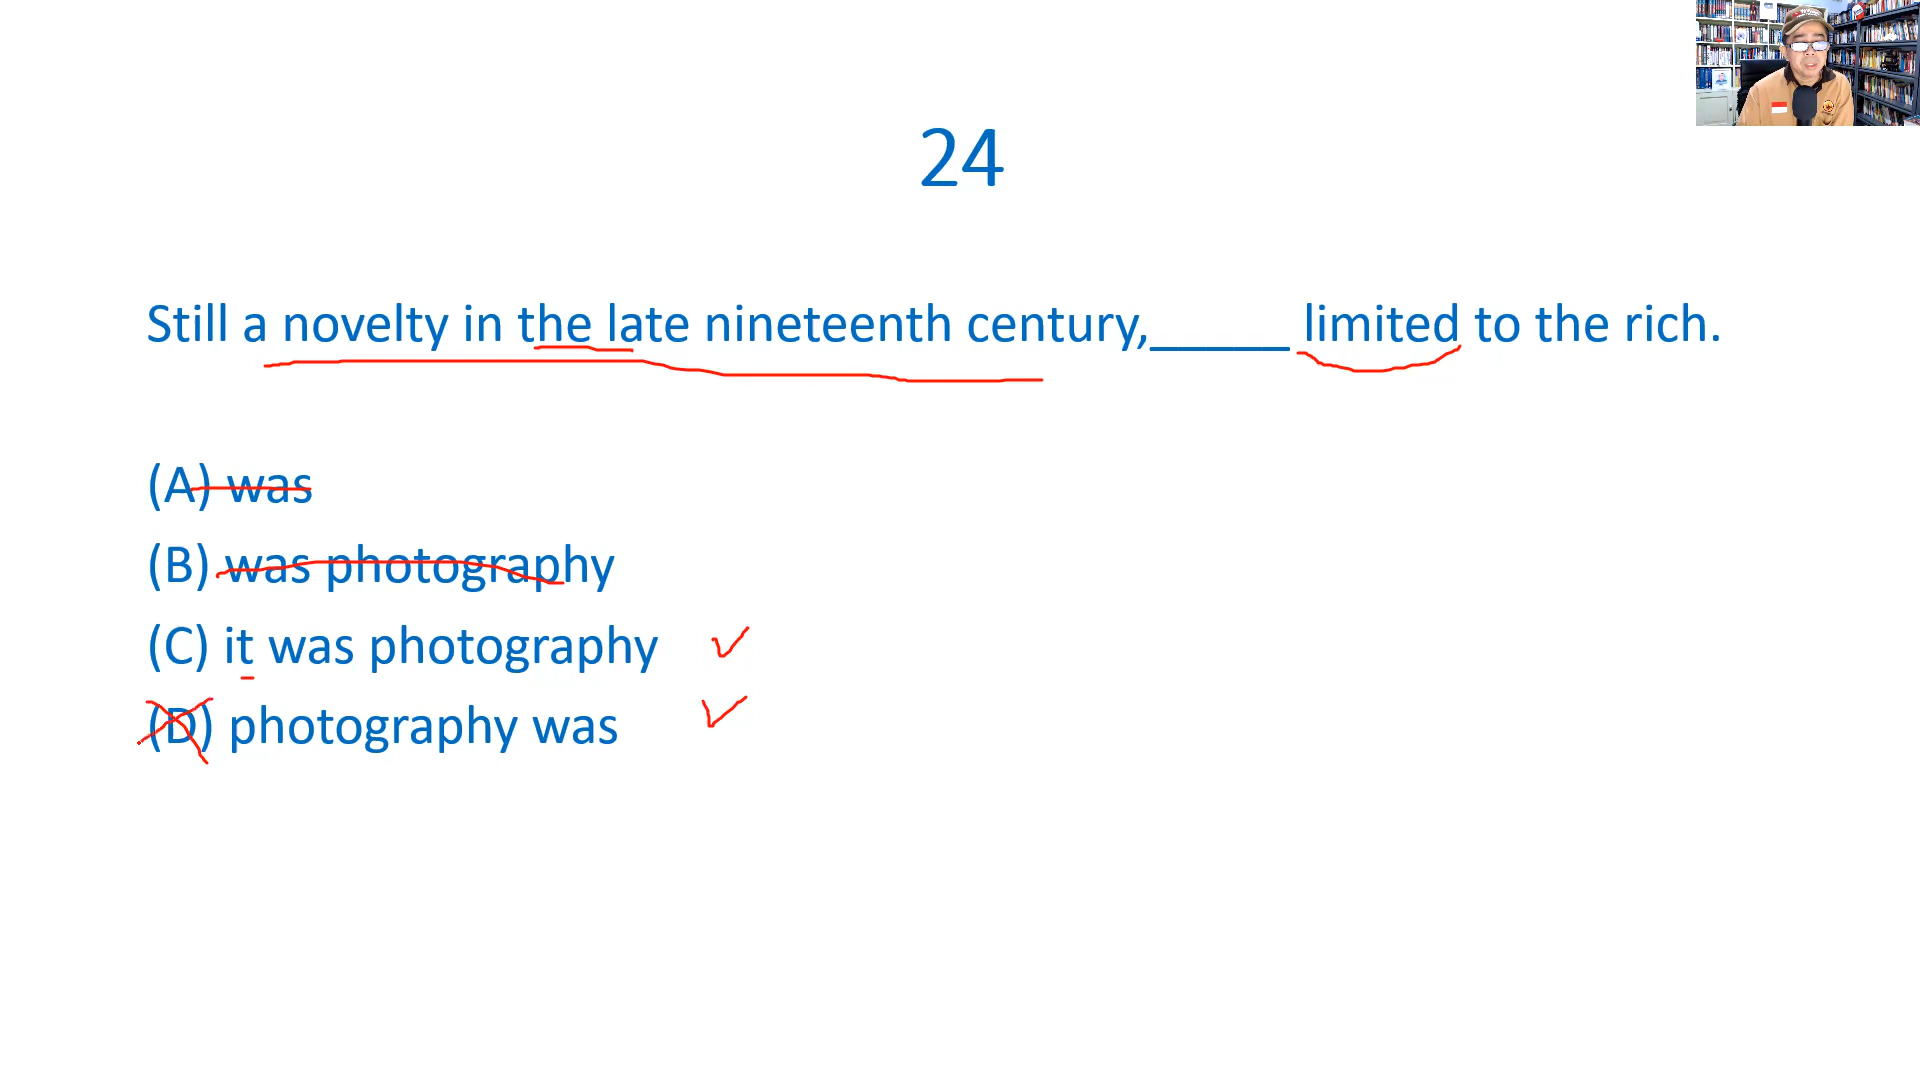 24
Still a novelty in the late nineteenth century,______ limited to the rich.
(A) was
(B) was photography
(C) it was photography
(D) photography was